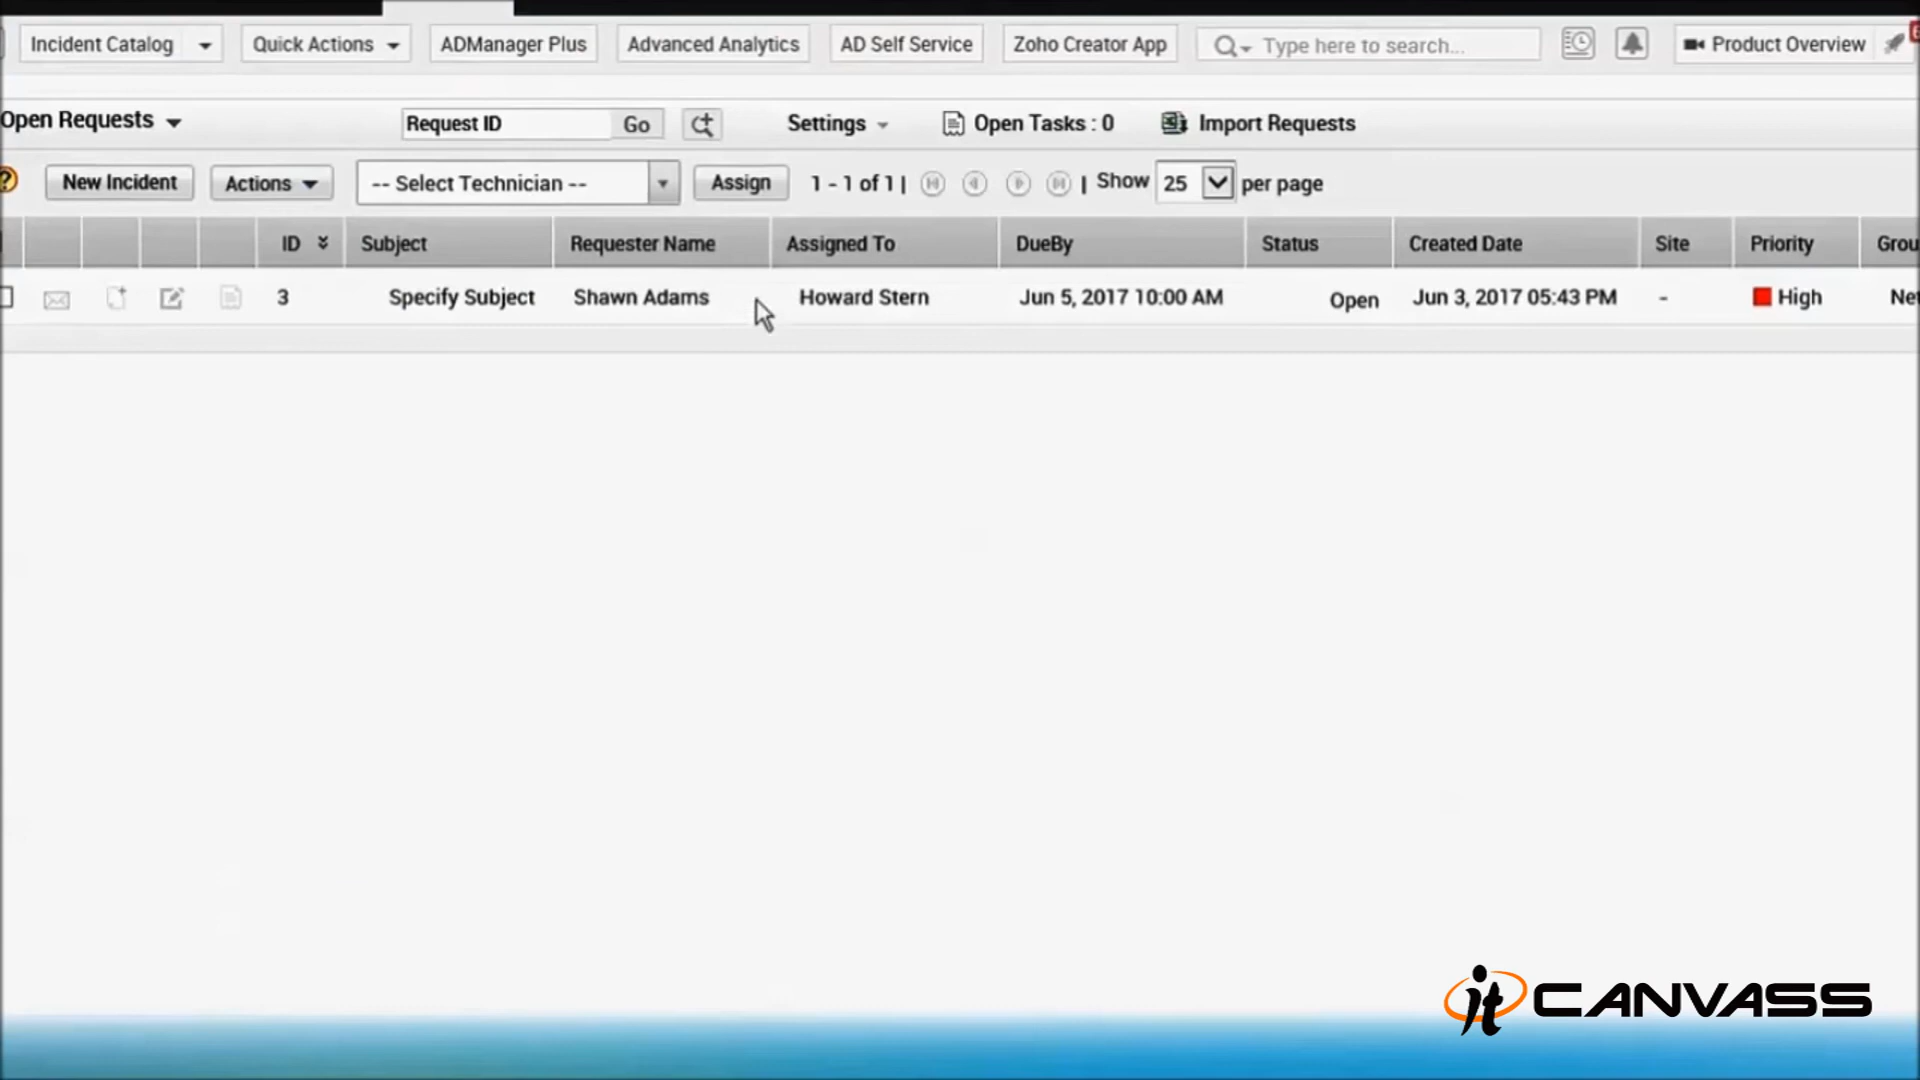 Incident Catalog
Quick Actions
ADManager Plus
Advanced Analytics
AD Self Service
Zoho Creator App
Type here to search...
Product Overview
Open Requests
Request ID
Go
Settings
Open Tasks : 0
Import Requests
New Incident
Actions
-- Select Technician --
Assign
1 - 1 of 1 |
| Show 25 per page
ID Subject Requester Name Assigned To DueBy Status Created Date Site Priority Grou
3 Specify Subject Shawn Adams Howard Stern Jun 5, 2017 10:00 AM Open Jun 3, 2017 05:43 PM - High Net
it CANVASS